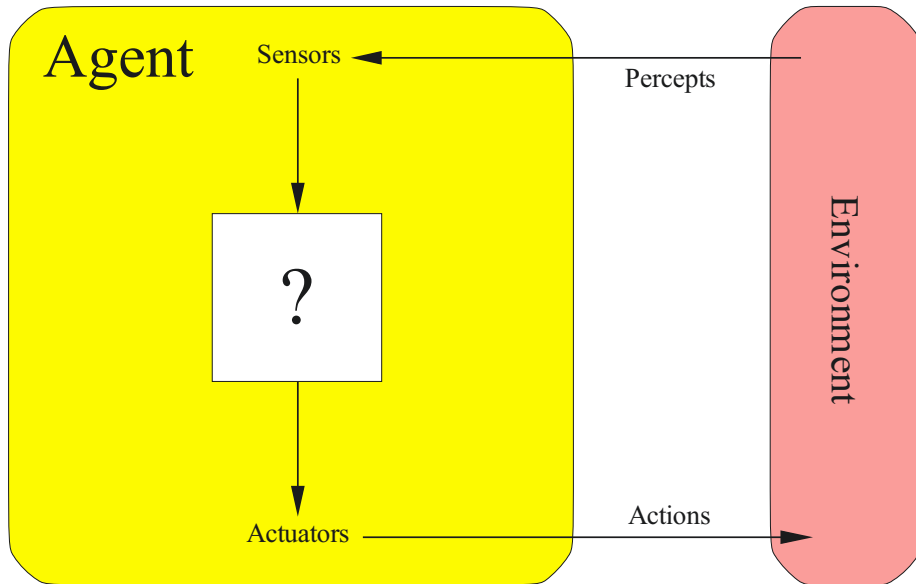 Agent
Sensors
Percepts
?
Environment
Actuators
Actions